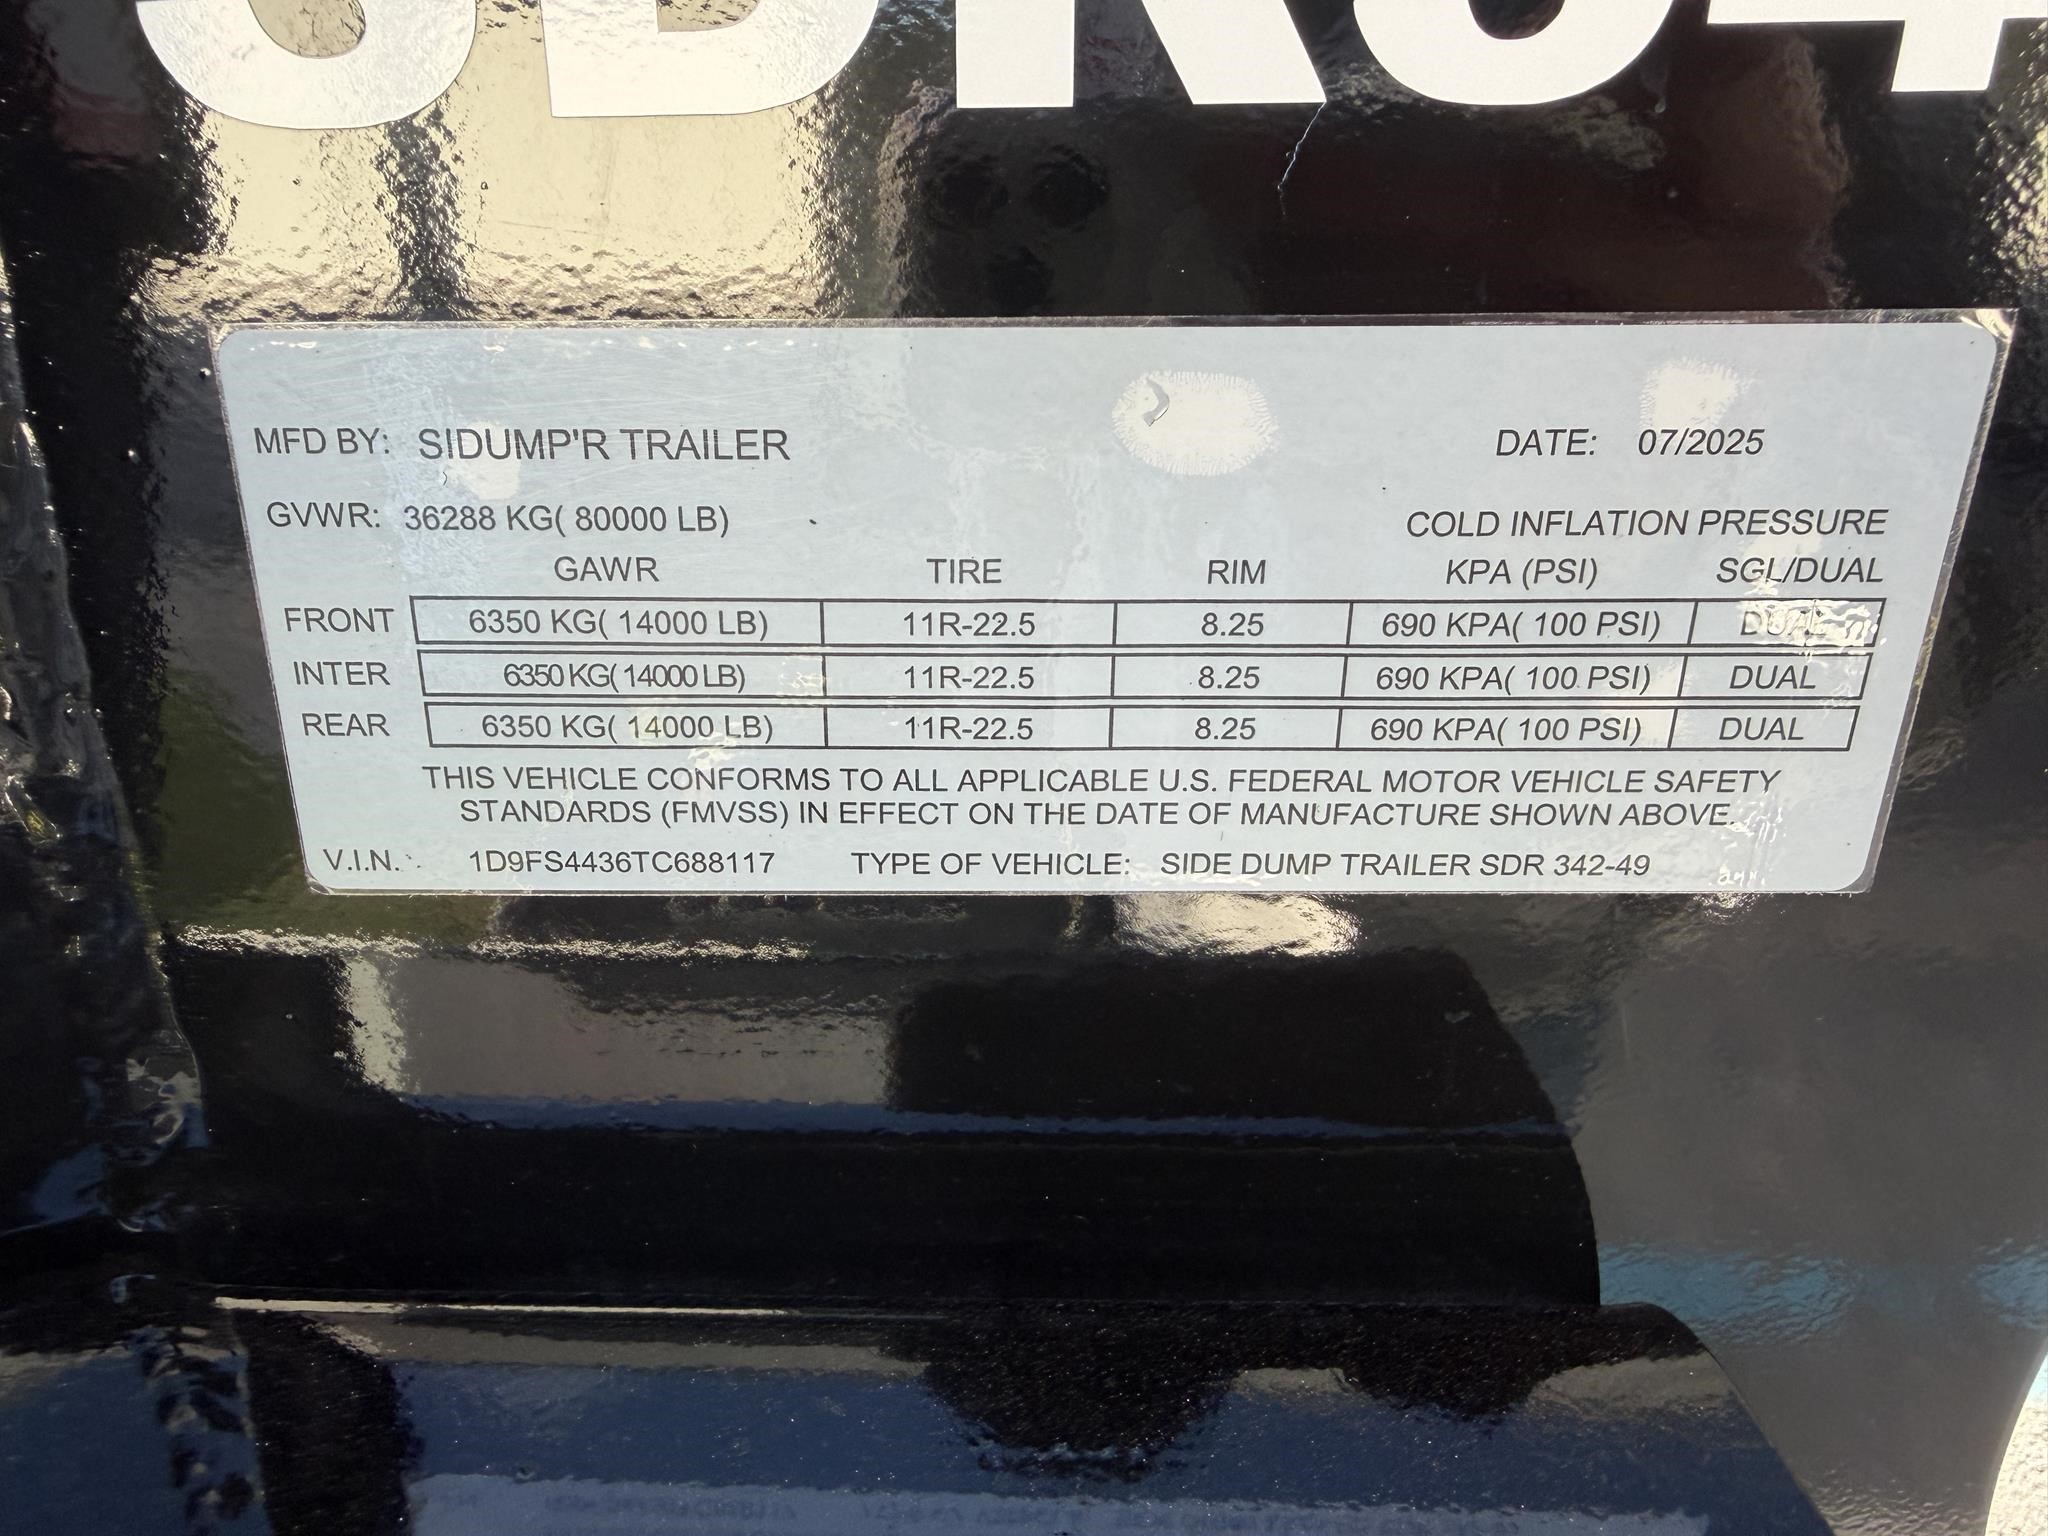 SDR34
MFD BY: SIDUMP'R TRAILER DATE: 07/2025
GVWR: 36288 KG( 80000 LB) COLD INFLATION PRESSURE
GAWR TIRE RIM KPA (PSI) SGL/DUAL
FRONT 6350 KG( 14000 LB) 11R-22.5 8.25 690 KPA( 100 PSI) DUAL
INTER 6350 KG( 14000 LB) 11R-22.5 8.25 690 KPA( 100 PSI) DUAL
REAR 6350 KG( 14000 LB) 11R-22.5 8.25 690 KPA( 100 PSI) DUAL
THIS VEHICLE CONFORMS TO ALL APPLICABLE U.S. FEDERAL MOTOR VEHICLE SAFETY
STANDARDS (FMVSS) IN EFFECT ON THE DATE OF MANUFACTURE SHOWN ABOVE.
V.I.N. 1D9FS4436TC688117 TYPE OF VEHICLE: SIDE DUMP TRAILER SDR 342-49